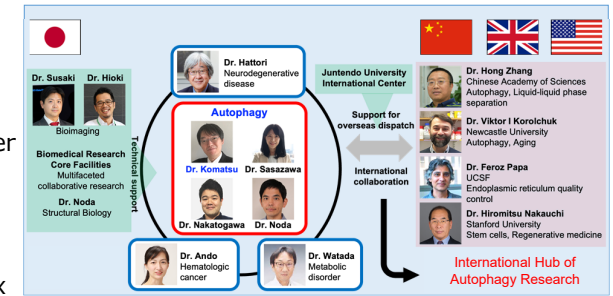 er
x
Dr. Susaki Dr. Hioki
Bioimaging
Biomedical Research
Core Facilities
Multifaceted
collaborative research
Dr. Noda
Structural Biology
Technical support
Dr. Hattori
Neurodegenerative
disease
Autophagy
Dr. Komatsu Dr. Sasazawa
Dr. Nakatogawa Dr. Noda
Dr. Ando
Hematologic
cancer
Dr. Watada
Metabolic
disorder
Juntendo University
International Center
Support for
overseas dispatch
International
collaboration
Dr. Hong Zhang
Chinese Academy of Sciences
Autophagy, Liquid-liquid phase
separation
Dr. Viktor I Korolchuk
Newcastle University
Autophagy, Aging
Dr. Feroz Papa
UCSF
Endoplasmic reticulum quality
control
Dr. Hiromitsu Nakauchi
Stanford University
Stem cells, Regenerative medicine
International Hub of
Autophagy Research